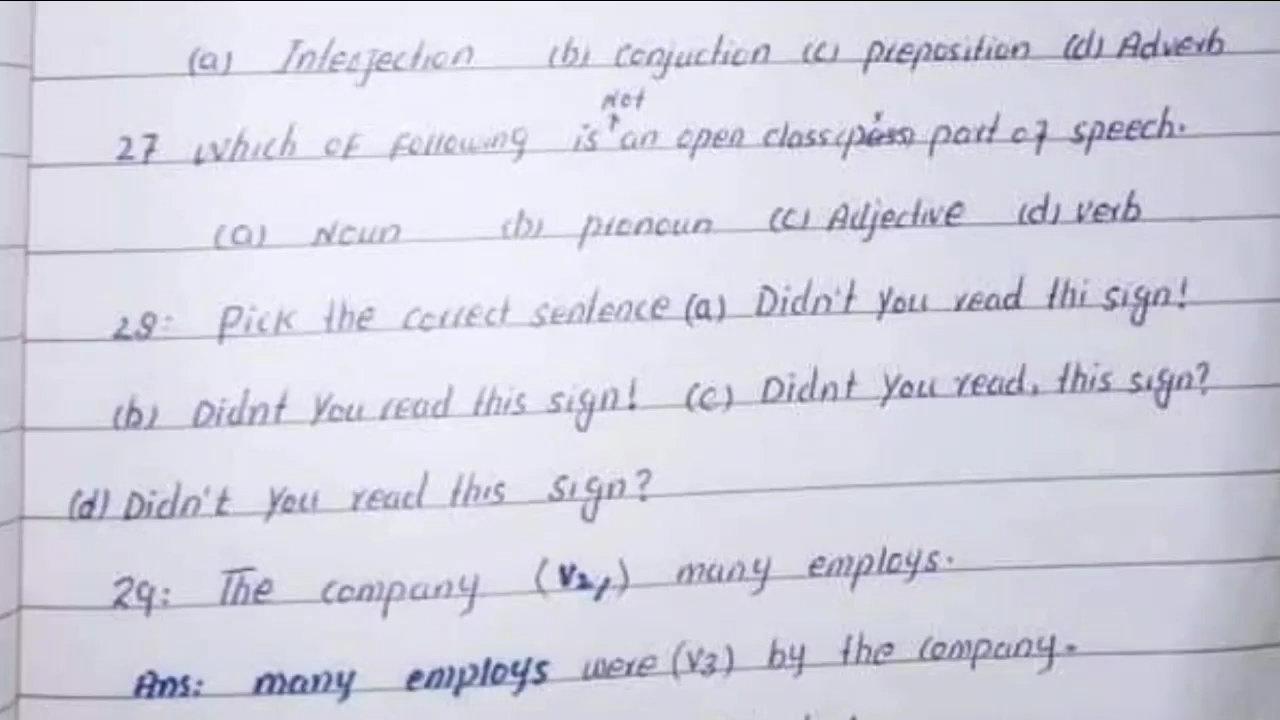 (a) Interjection (b) conjuction (c) preposition (d) Adverb
Not
27 which of following is an open class part of speech.
(a) Noun (b) pronoun (c) Adjective (d) verb
28: Pick the correct sentence (a) Didn't you read thi sign!
(b) Didnt you read this sign! (c) Didnt you read, this sign?
(d) Didn't you read this sign?
29: The company (V2,) many employs.
Ans: many employs were (V3) by the company.